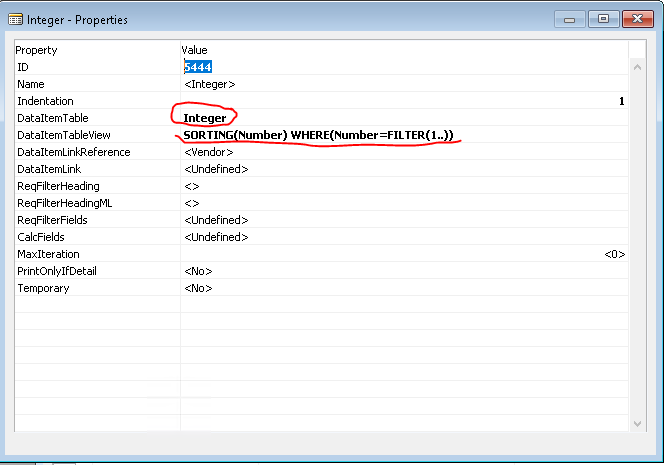 Integer - Properties
Property Value
ID 5444
Name <Integer>
Indentation 1
DataItemTable Integer
DataItemTableView SORTING(Number) WHERE(Number=FILTER(1..))
DataItemLinkReference <Vendor>
DataItemLink <Undefined>
ReqFilterHeading <>
ReqFilterHeadingML <>
ReqFilterFields <Undefined>
CalcFields <Undefined>
MaxIteration <0>
PrintOnlyIfDetail <No>
Temporary <No>